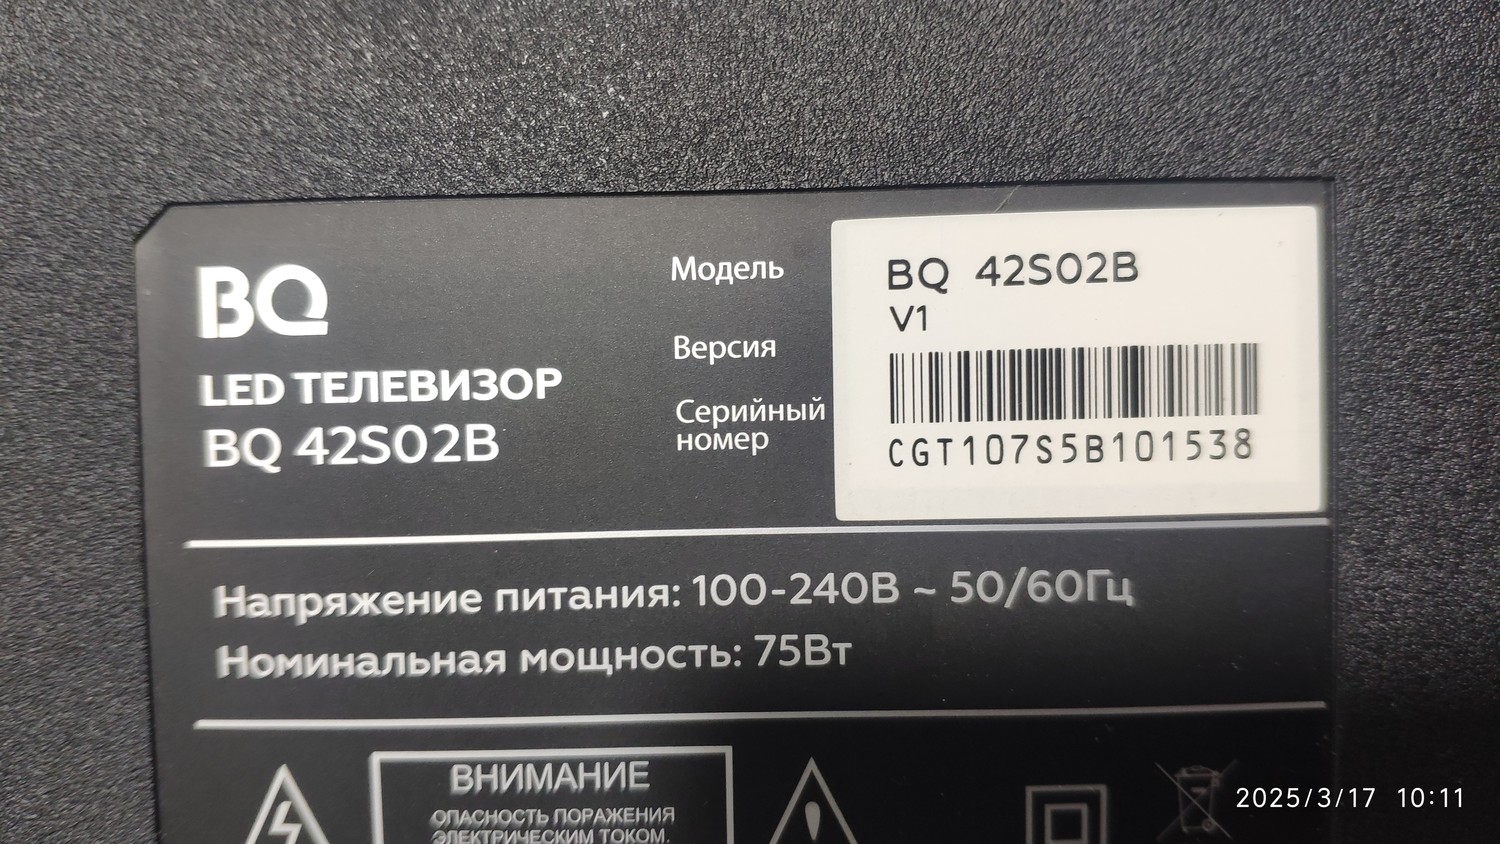 BQ
LED ТЕЛЕВИЗОР
BQ 42S02B
Модель
Версия
Серийный
номер
BQ 42S02B
V1
CGT107S5B101538
Напряжение питания: 100-240В ~ 50/60Гц
Номинальная мощность: 75Вт
ВНИМАНИЕ
ОПАСНОСТЬ ПОРАЖЕНИЯ
ЭЛЕКТРИЧЕСКИМ ТОКОМ.
2025/3/17 10:11